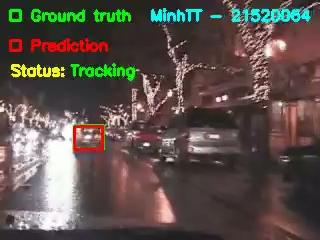 Ground truth MinhTT - 21520064
Prediction
Status: Tracking